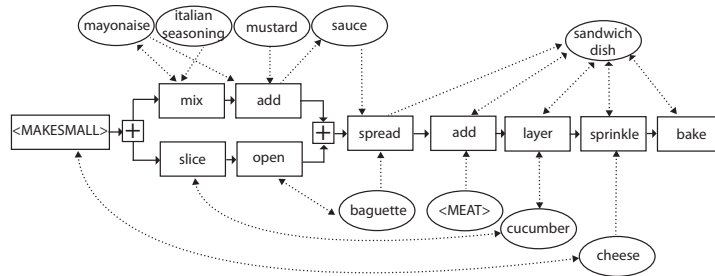 mayonaise
italian
seasoning
mustard
sauce
sandwich
dish
mix
add
<MAKESMALL>
+
+
spread
add
layer
sprinkle
bake
slice
open
baguette
<MEAT>
cucumber
cheese